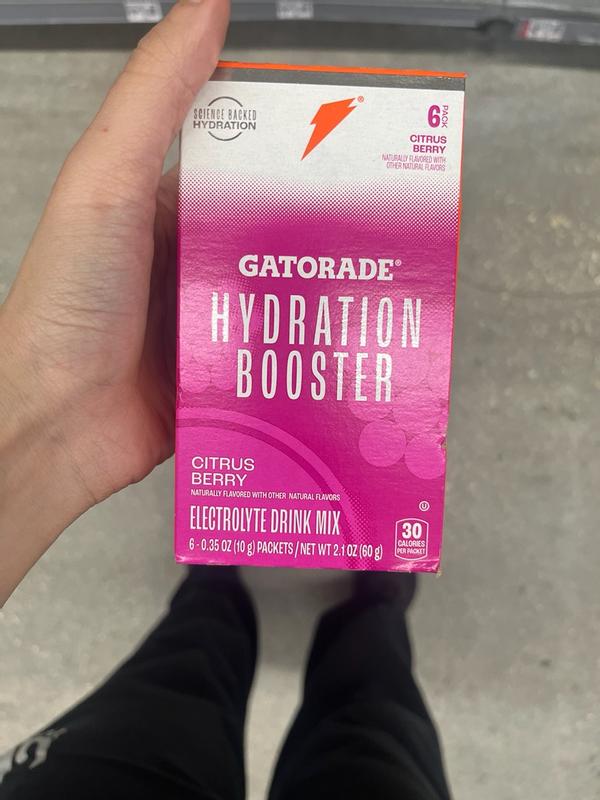 SCIENCE BACKED
HYDRATION
®
6 PACK
CITRUS
BERRY
NATURALLY FLAVORED WITH
OTHER NATURAL FLAVORS
GATORADE®
HYDRATION
BOOSTER
CITRUS
BERRY
NATURALLY FLAVORED WITH OTHER NATURAL FLAVORS
ELECTROLYTE DRINK MIX
6 - 0.35 OZ (10 g) PACKETS / NET WT 2.1 OZ (60 g)
U
30
CALORIES
PER PACKET